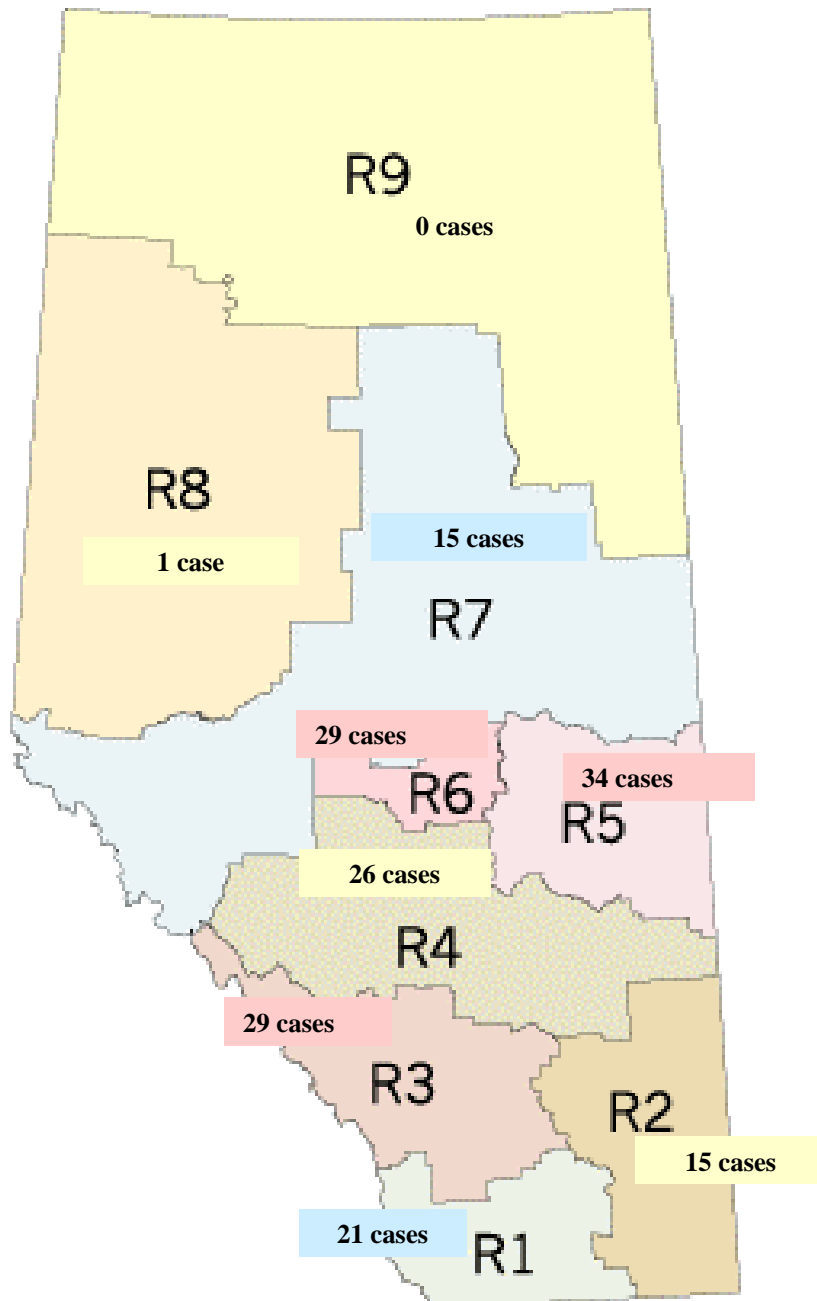 R9
0 cases
R8
1 case
15 cases
R7
29 cases
R6
34 cases
R5
26 cases
R4
29 cases
R3
R2
15 cases
21 cases
R1